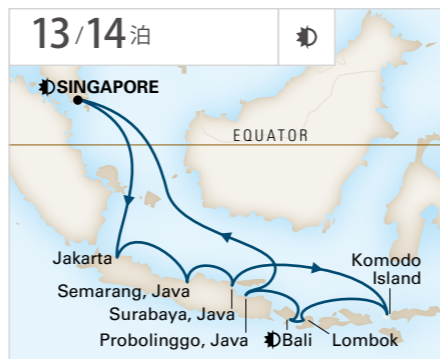 13/14泊
SINGAPORE
EQUATOR
Jakarta
Komodo
Island
Semarang, Java
Surabaya, Java
Probolinggo, Java
Bali
Lombok